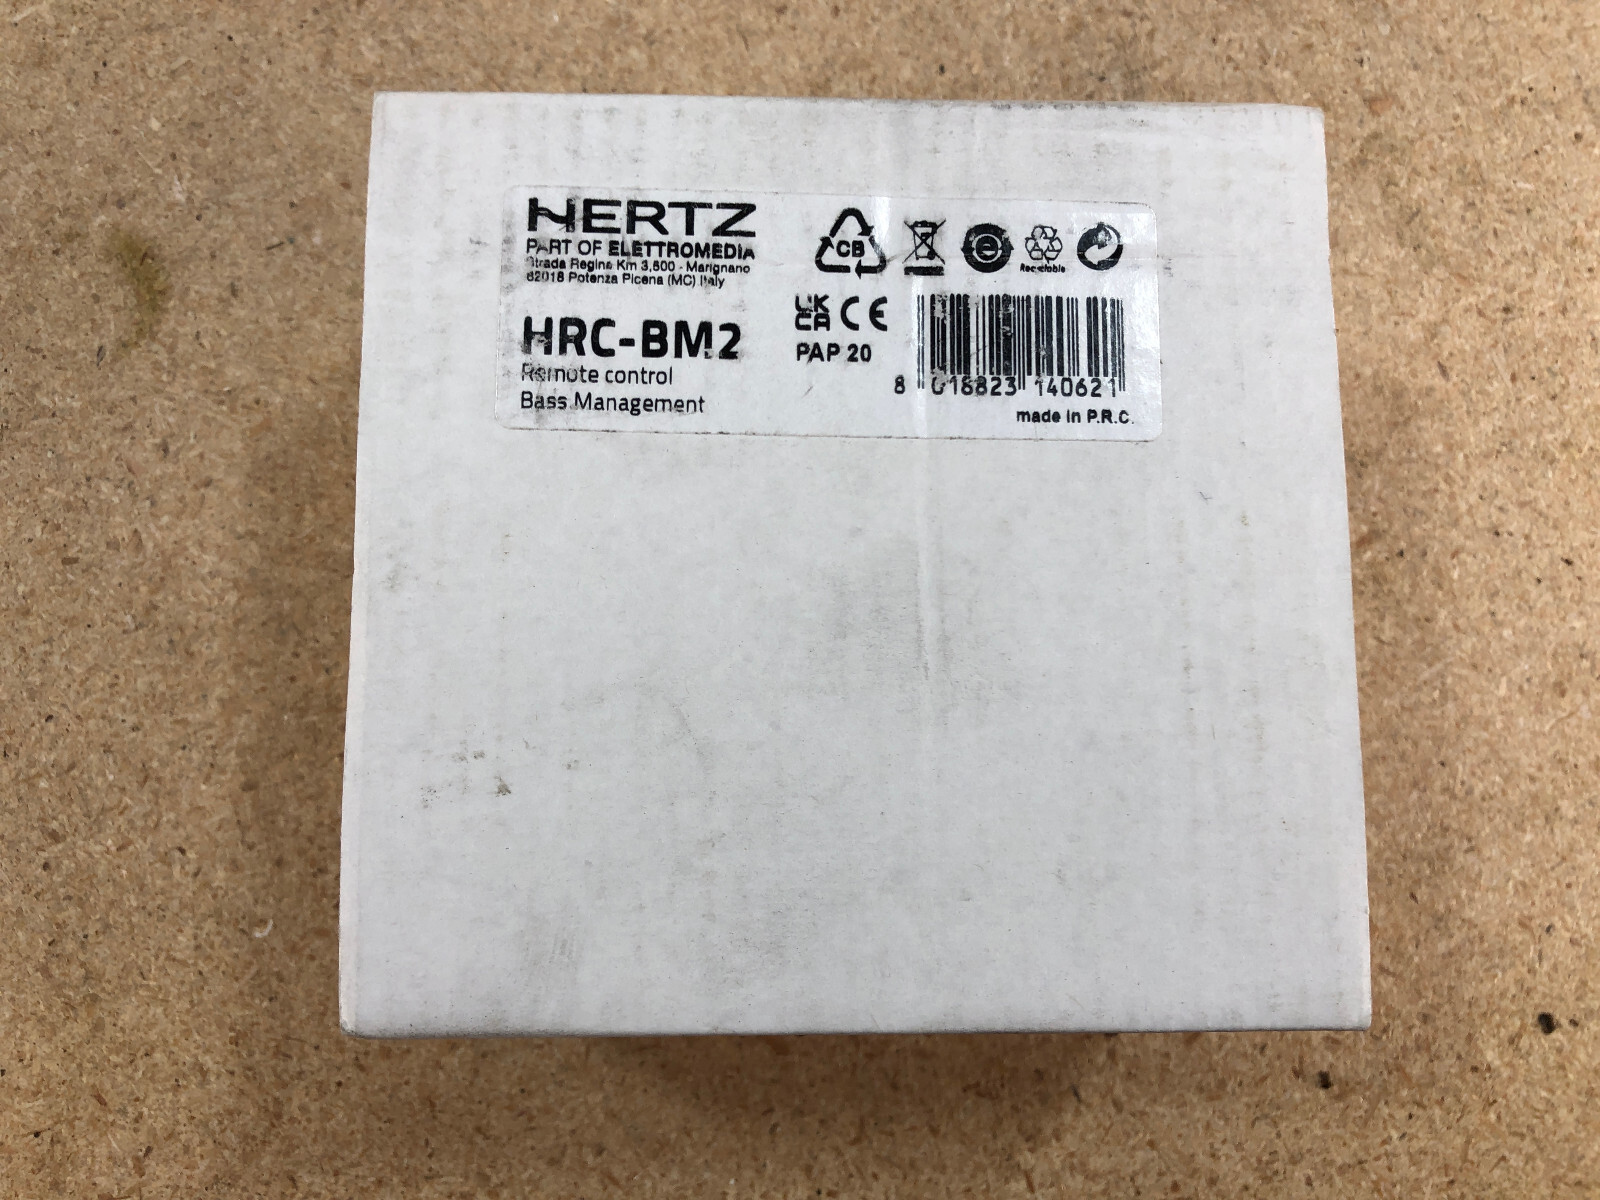 HERTZ
PART OF ELETTROMEDIA
Strada Regina Km 3,500 - Marignano
62018 Potenza Picena (MC) Italy
HRC-BM2
Remote control
Bass Management
CB
e
Recyclable
UK
CA CE
PAP 20
8 018823 140621
made in P.R.C.